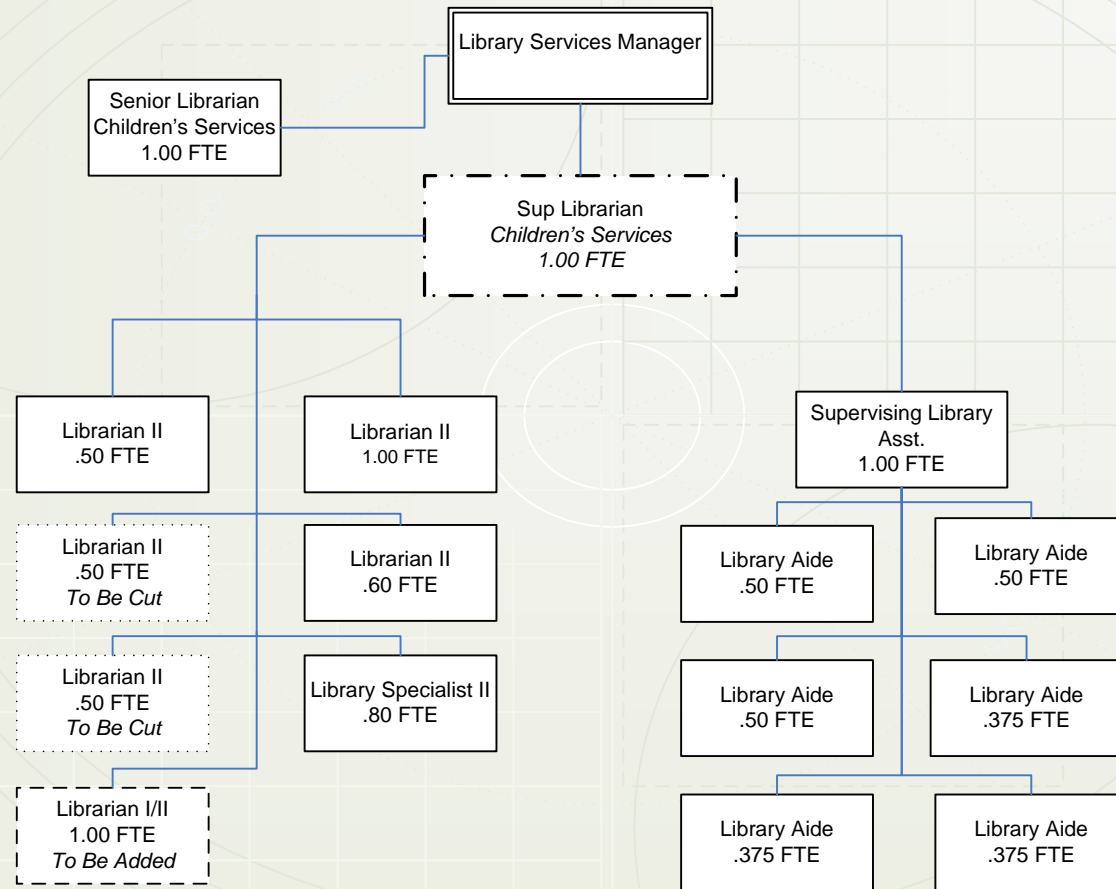 Library Services Manager
Senior Librarian
Children's Services
1.00 FTE
Sup Librarian
Children's Services
1.00 FTE
Librarian II
.50 FTE
Librarian II
1.00 FTE
Supervising Library
Asst.
1.00 FTE
Librarian II
.50 FTE
To Be Cut
Librarian II
.60 FTE
Library Aide
.50 FTE
Library Aide
.50 FTE
Librarian II
.50 FTE
To Be Cut
Library Specialist II
.80 FTE
Library Aide
.50 FTE
Library Aide
.375 FTE
Librarian I/II
1.00 FTE
To Be Added
Library Aide
.375 FTE
Library Aide
.375 FTE